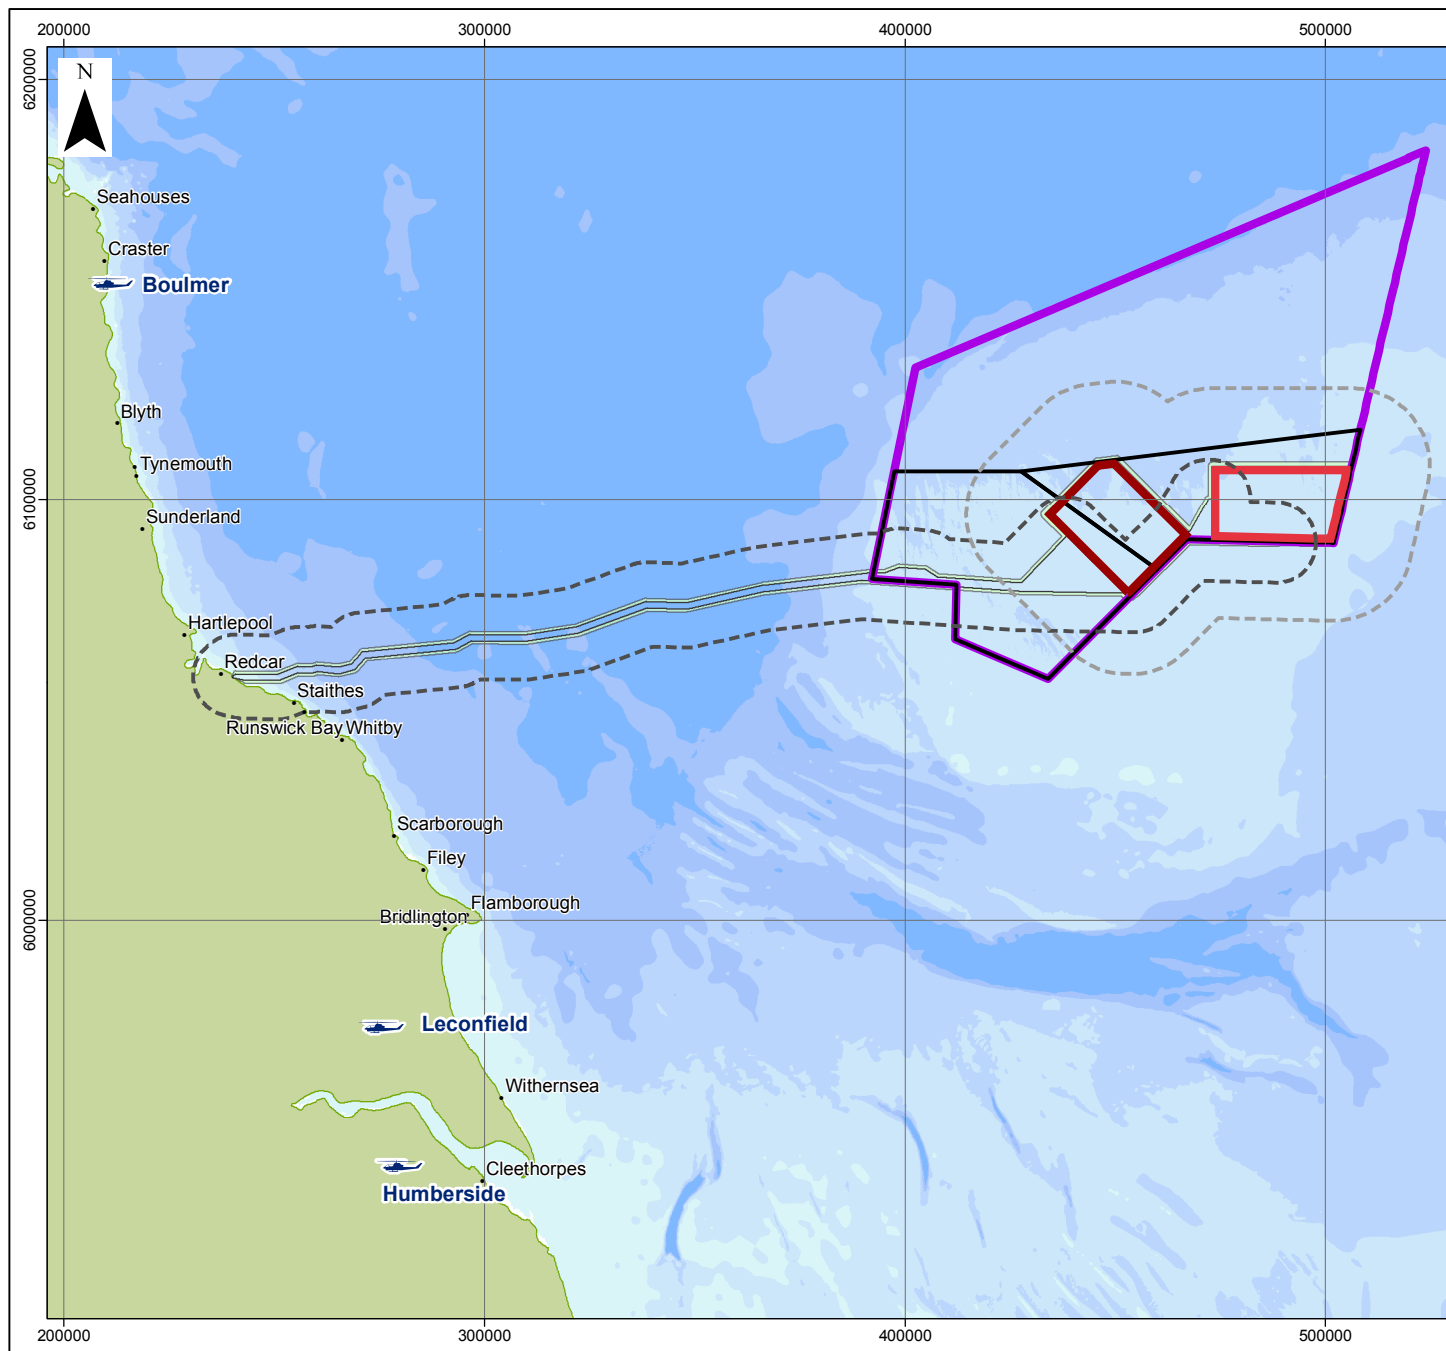 200000 300000 400000 500000
6200000
N
Seahouses
Craster
Boulmer
Blyth
Tynemouth
6100000
Sunderland
Hartlepool
Redcar
Staithes
Runswick Bay Whitby
Scarborough
Filey
Flamborough
Bridlington
6000000
Leconfield
Withernsea
Cleethorpes
Humberside
200000 300000 400000 500000